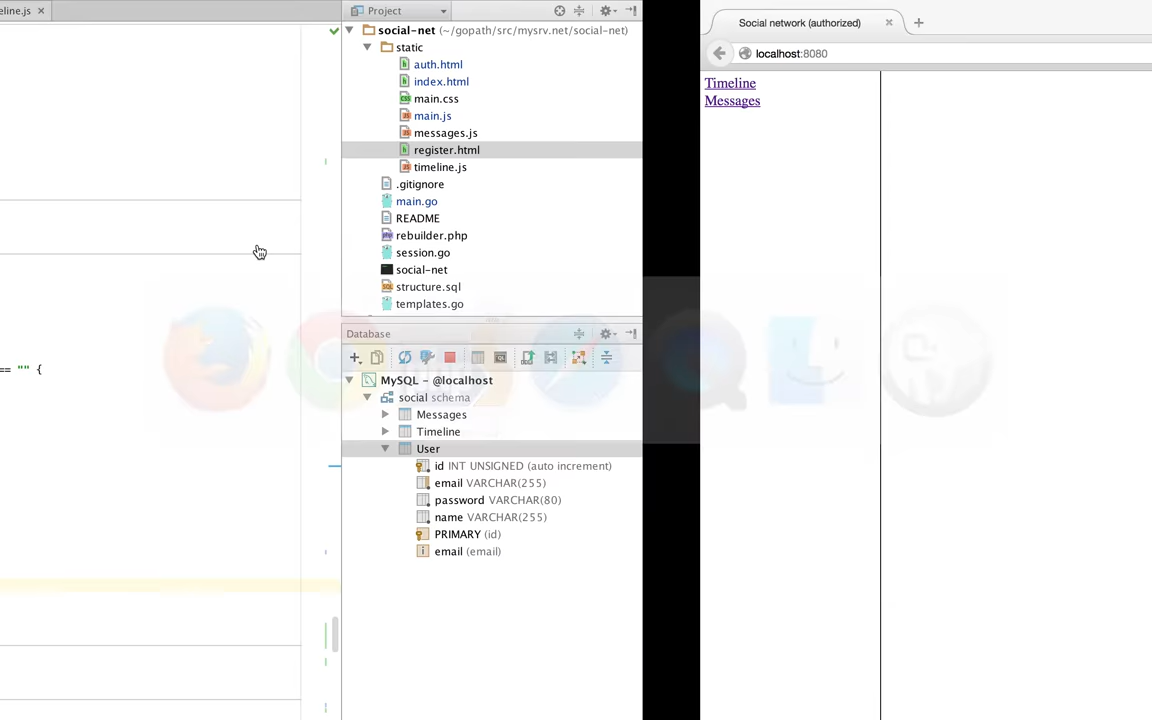 eline.js
== "" {
Project
social-net (~/gopath/src/mysrv.net/social-net)
static
auth.html
index.html
main.css
main.js
messages.js
register.html
timeline.js
.gitignore
main.go
README
rebuilder.php
session.go
social-net
structure.sql
templates.go
Database
MySQL - @localhost
social schema
Messages
Timeline
User
id INT UNSIGNED (auto increment)
email VARCHAR(255)
password VARCHAR(80)
name VARCHAR(255)
PRIMARY (id)
email (email)
Social network (authorized)
localhost:8080
Timeline
Messages